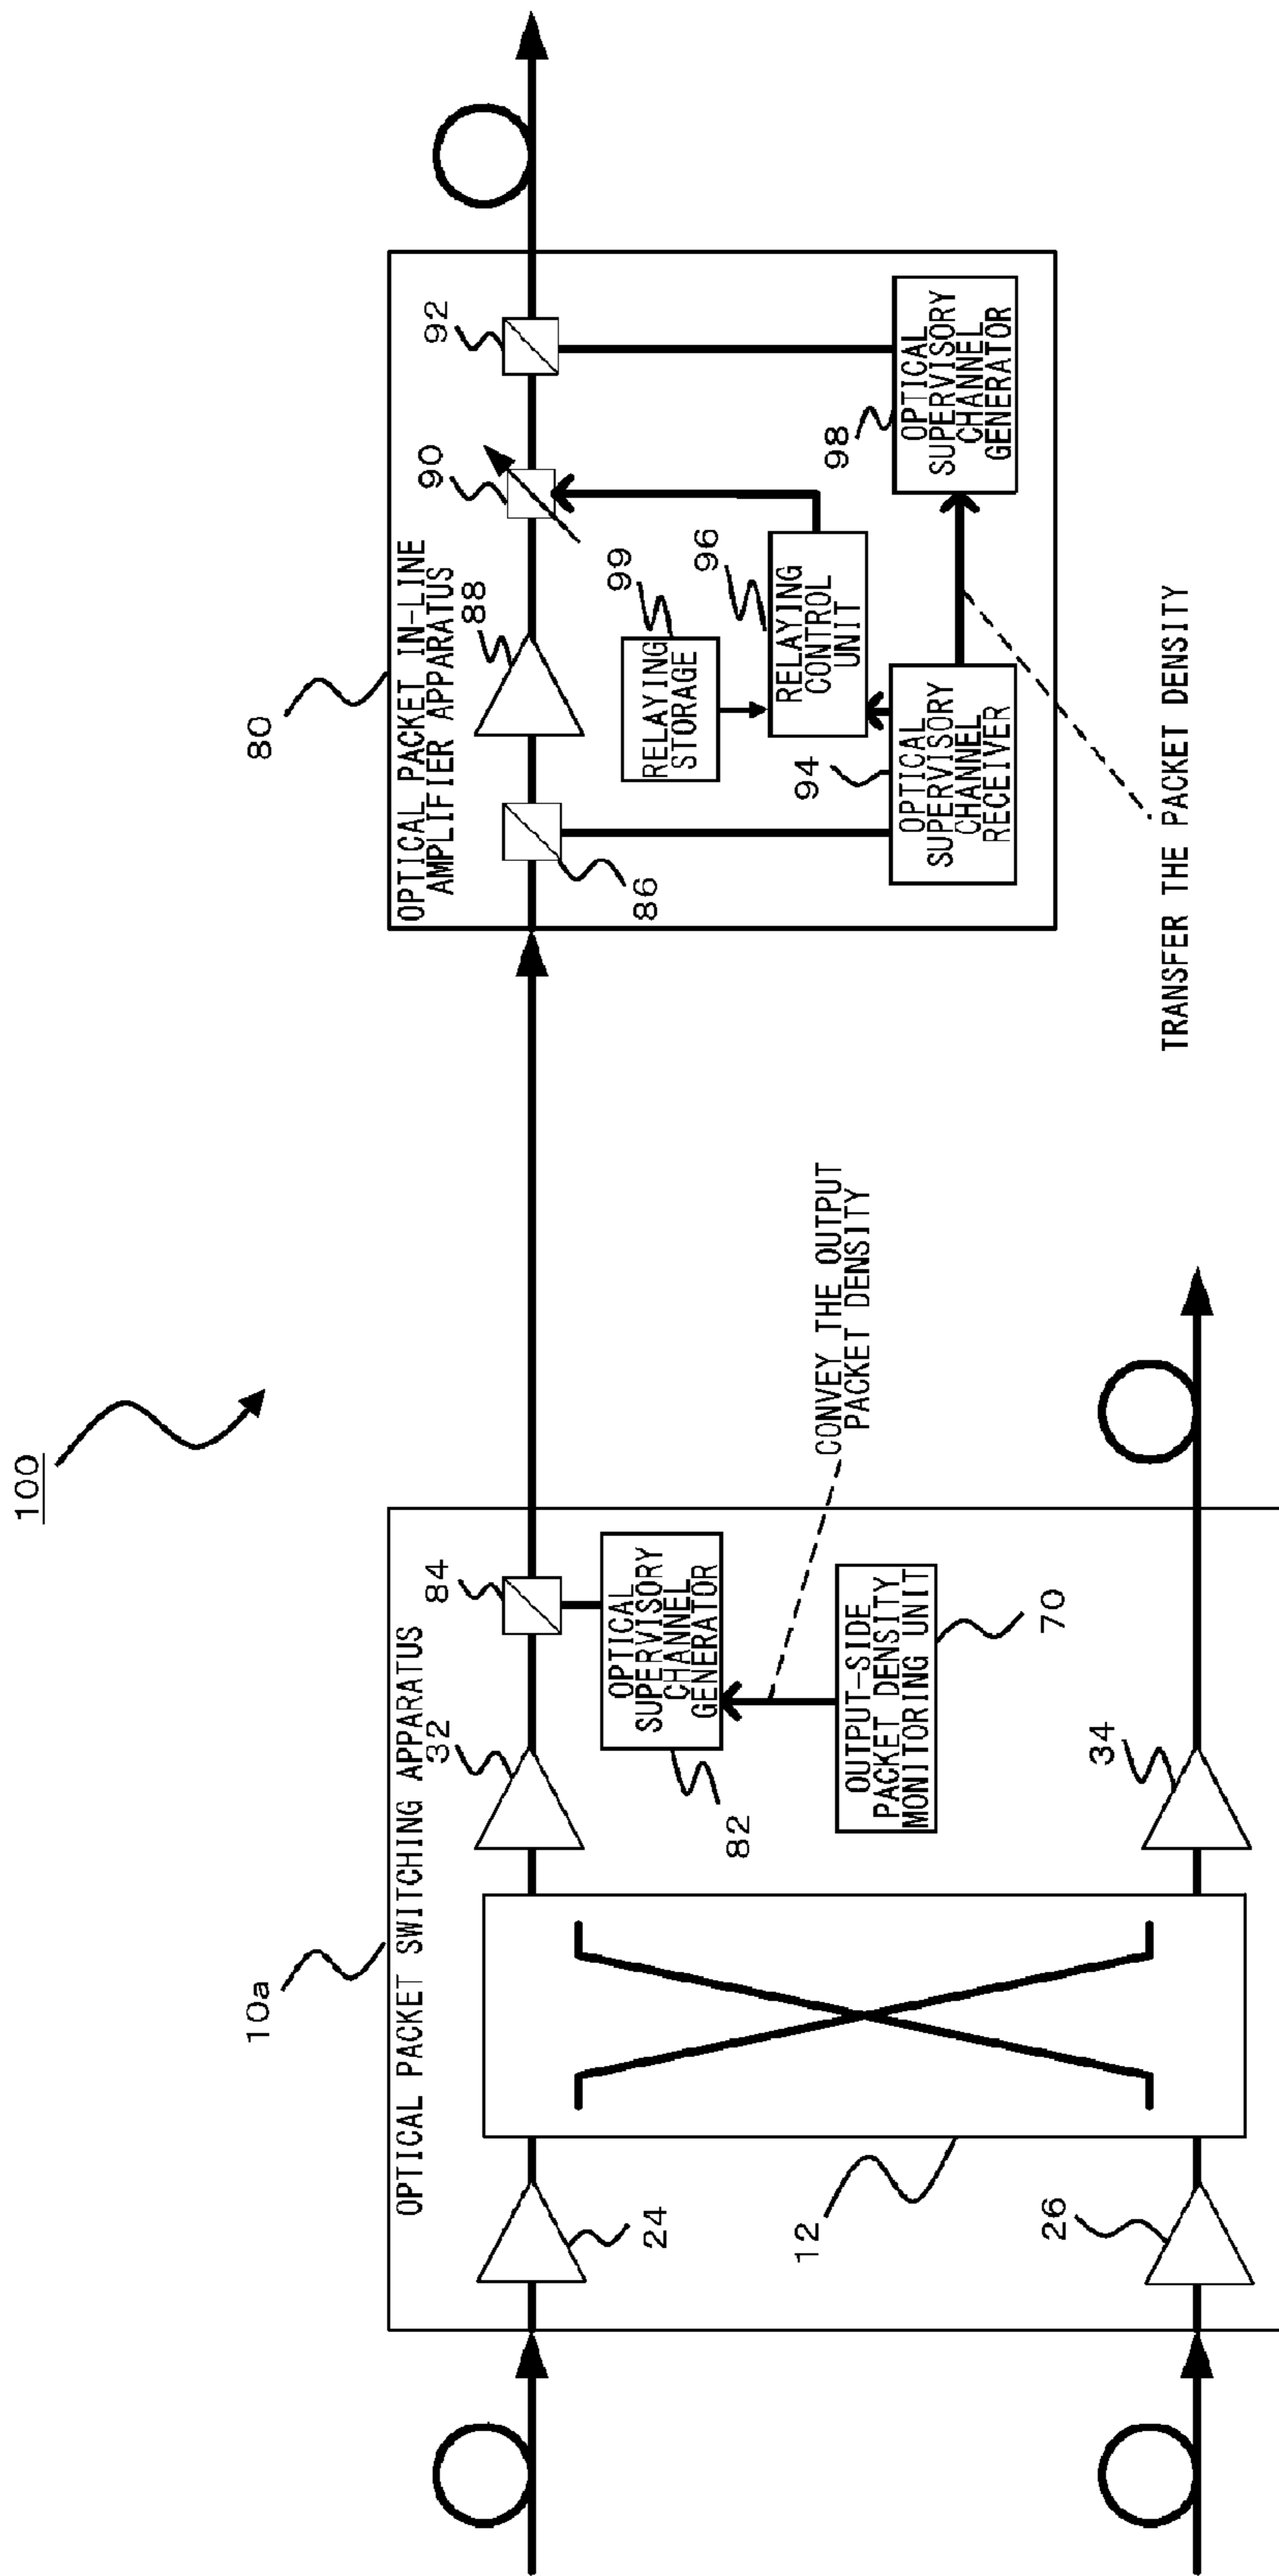 100
10a
OPTICAL PACKET SWITCHING APPARATUS
24
26
12
32
34
84
OPTICAL
SUPERVISORY
CHANNEL
GENERATOR
82
OUTPUT-SIDE
PACKET DENSITY
MONITORING UNIT
70
CONVEY THE OUTPUT
PACKET DENSITY
80
OPTICAL PACKET IN-LINE
AMPLIFIER APPARATUS
86
88
90
92
RELAYING
STORAGE
99
RELAYING
CONTROL
UNIT
96
94
OPTICAL
SUPERVISORY
CHANNEL
RECEIVER
98
OPTICAL
SUPERVISORY
CHANNEL
GENERATOR
TRANSFER THE PACKET DENSITY